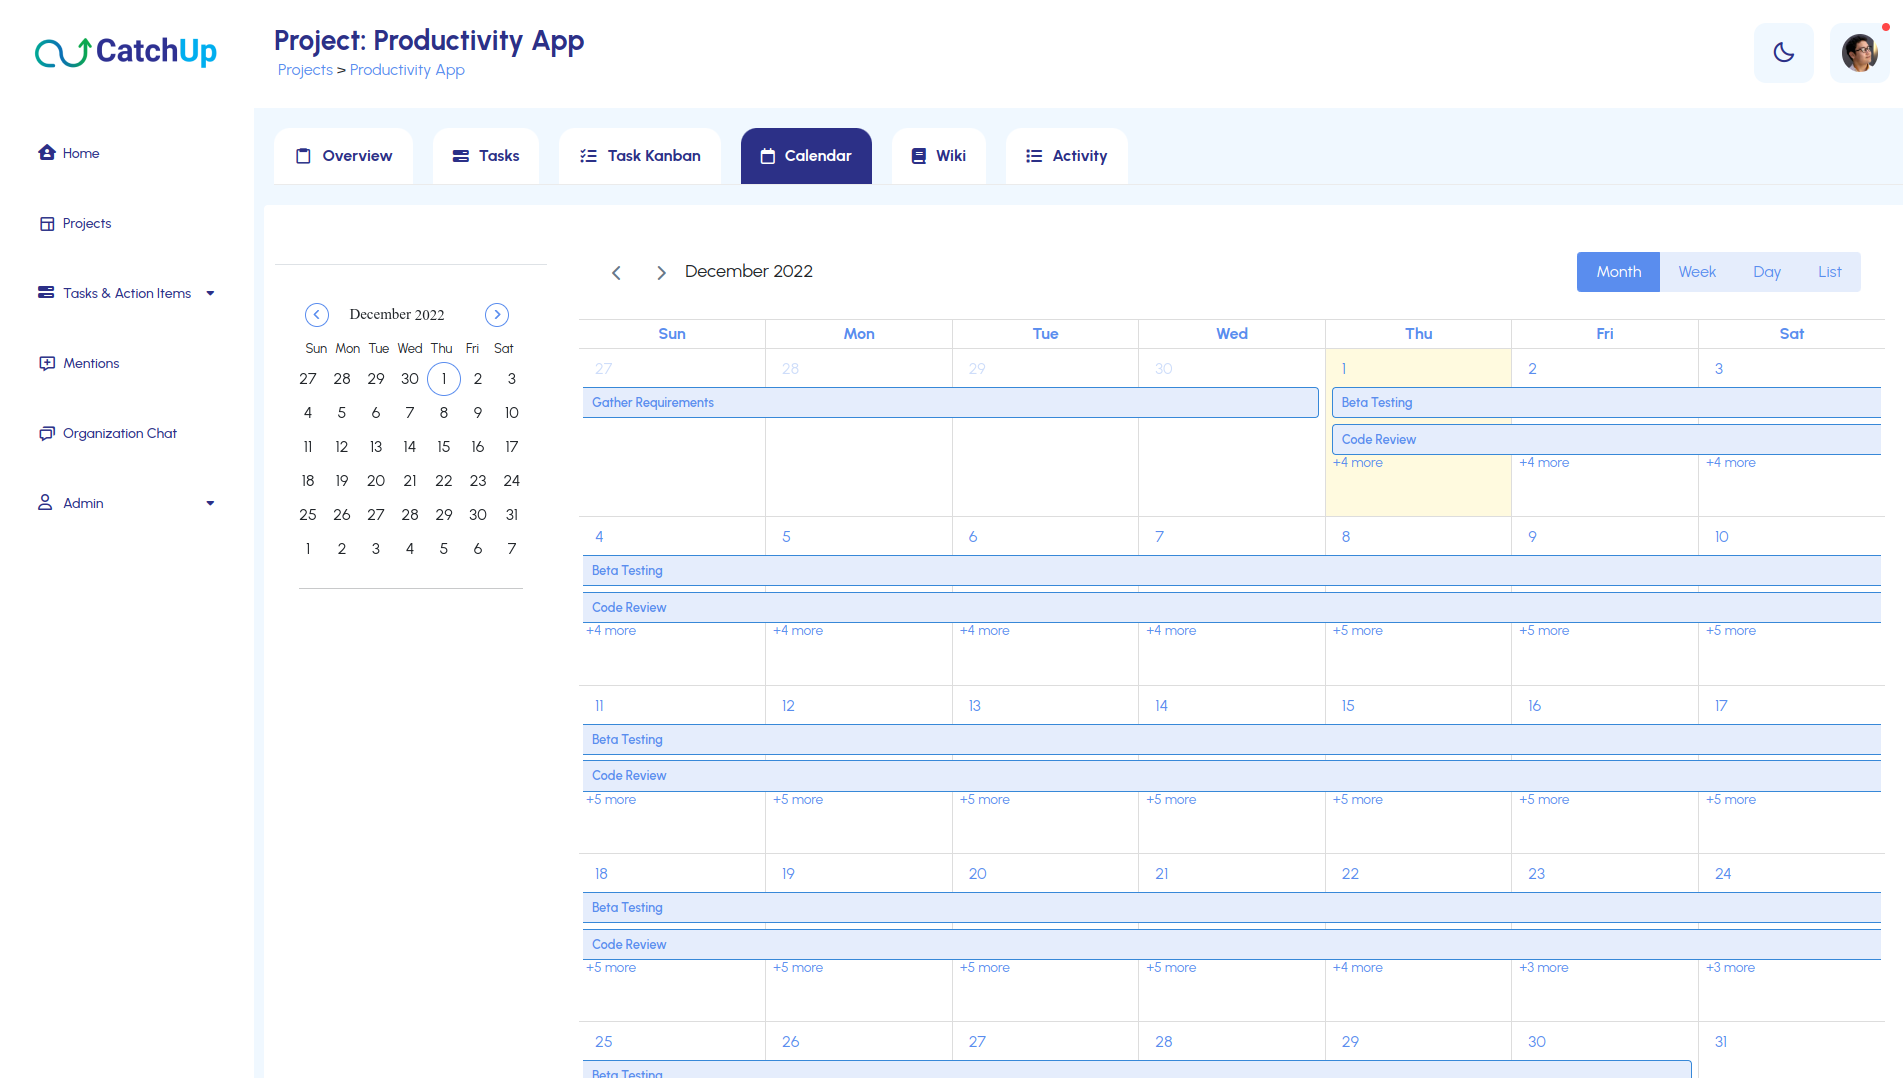 CatchUp
Project: Productivity App
Projects > Productivity App
Home
Projects
Tasks & Action Items
Mentions
Organization Chat
Admin
Overview
Tasks
Task Kanban
Calendar
Wiki
Activity
December 2022
Sun Mon Tue Wed Thu Fri Sat
27 28 29 30 1 2 3
4 5 6 7 8 9 10
11 12 13 14 15 16 17
18 19 20 21 22 23 24
25 26 27 28 29 30 31
1 2 3 4 5 6 7
December 2022
Month Week Day List
Sun Mon Tue Wed Thu Fri Sat
27 28 29 30 1 2 3
Gather Requirements Beta Testing
Code Review
+4 more +4 more +4 more
4 5 6 7 8 9 10
Beta Testing
Code Review
+4 more +4 more +4 more +4 more +5 more +5 more +5 more
11 12 13 14 15 16 17
Beta Testing
Code Review
+5 more +5 more +5 more +5 more +5 more +5 more +5 more
18 19 20 21 22 23 24
Beta Testing
Code Review
+5 more +5 more +5 more +5 more +4 more +3 more +3 more
25 26 27 28 29 30 31
Beta Testing